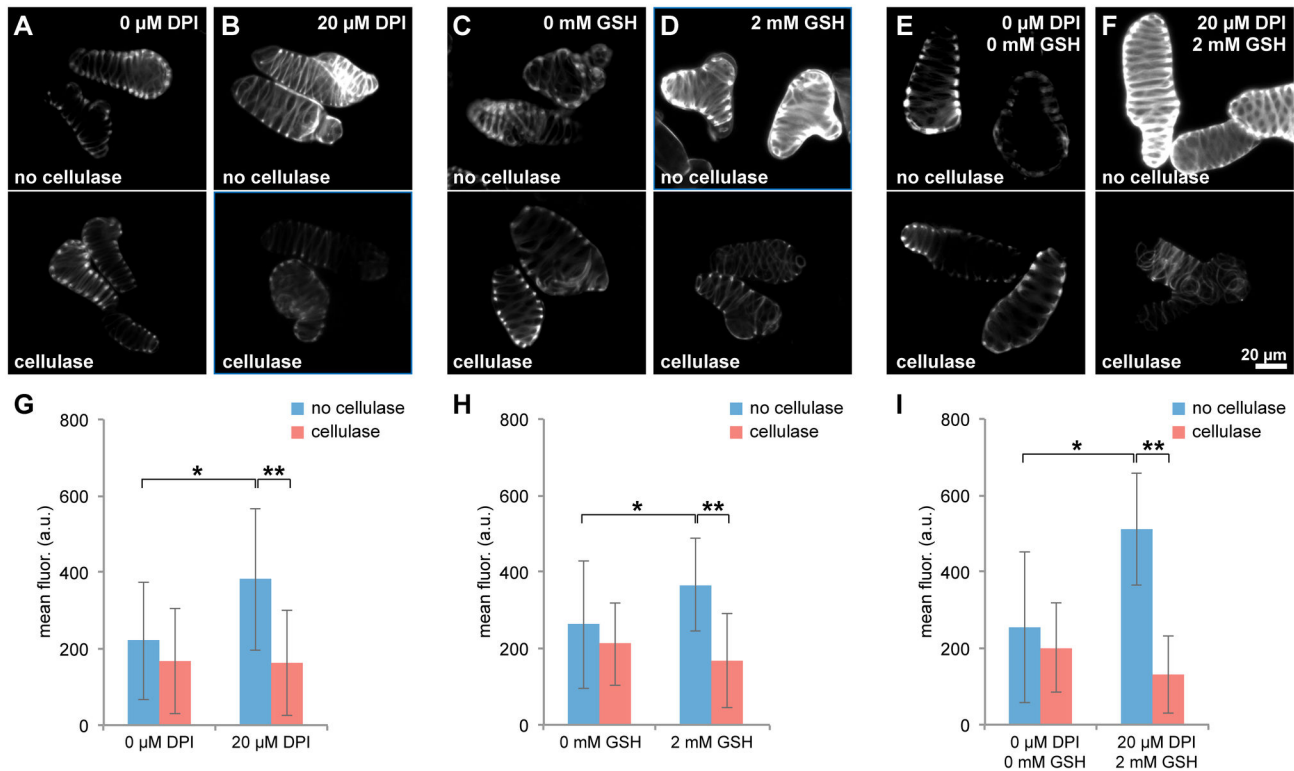 A
0 µM DPI
B
20 µM DPI
C
0 mM GSH
D
2 mM GSH
E
0 µM DPI
0 mM GSH
F
20 µM DPI
2 mM GSH
no cellulase
no cellulase
no cellulase
no cellulase
no cellulase
no cellulase
cellulase
cellulase
cellulase
cellulase
cellulase
cellulase
20 µm
G
no cellulase
cellulase
mean fluor. (a.u.)
800
600
400
200
0
*
**
0 µM DPI
20 µM DPI
H
no cellulase
cellulase
mean fluor. (a.u.)
800
600
400
200
0
*
**
0 mM GSH
2 mM GSH
I
no cellulase
cellulase
mean fluor. (a.u.)
800
600
400
200
0
*
**
0 µM DPI
0 mM GSH
20 µM DPI
2 mM GSH